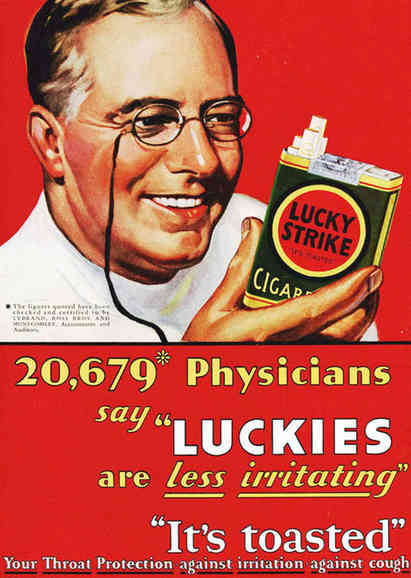 LUCKY
STRIKE
"IT'S TOASTED"
CIGARE
* The figures quoted have been
checked and certified to by
LYBRAND, ROSS BROS. AND
MONTGOMERY, Accountants and
Auditors.
20,679* Physicians
say "LUCKIES
are less irritating"
"It's toasted"
Your Throat Protection against irritation against cough